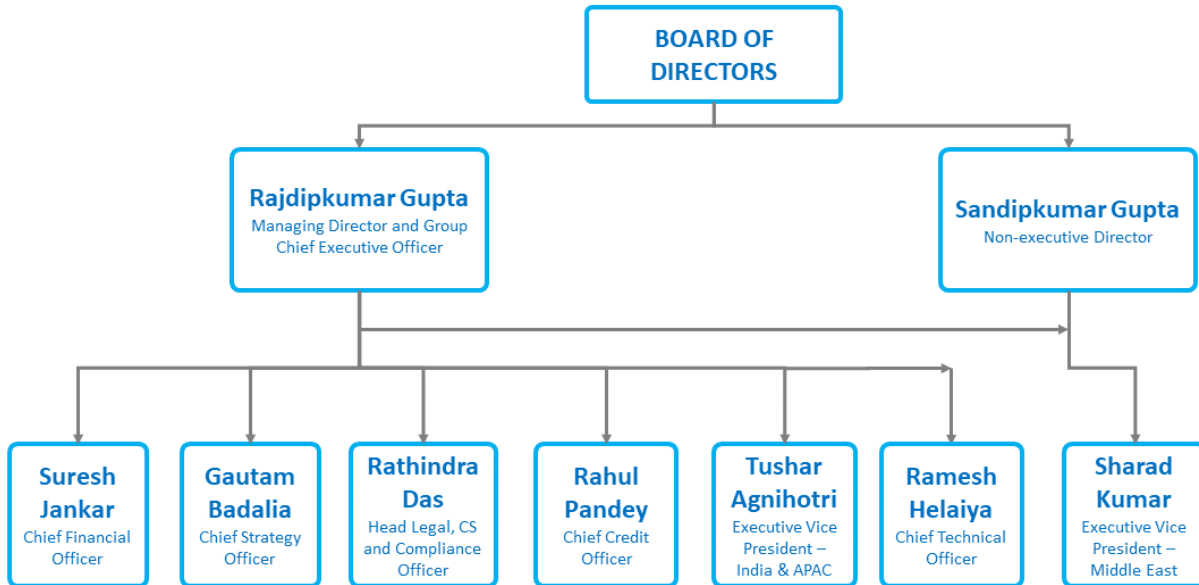 BOARD OF
DIRECTORS
Rajdipkumar Gupta
Managing Director and Group
Chief Executive Officer
Sandipkumar Gupta
Non-executive Director
Suresh
Jankar
Chief Financial
Officer
Gautam
Badalia
Chief Strategy
Officer
Rathindra
Das
Head Legal, CS
and Compliance
Officer
Rahul
Pandey
Chief Credit
Officer
Tushar
Agnihotri
Executive Vice
President –
India & APAC
Ramesh
Helaiya
Chief Technical
Officer
Sharad
Kumar
Executive Vice
President –
Middle East